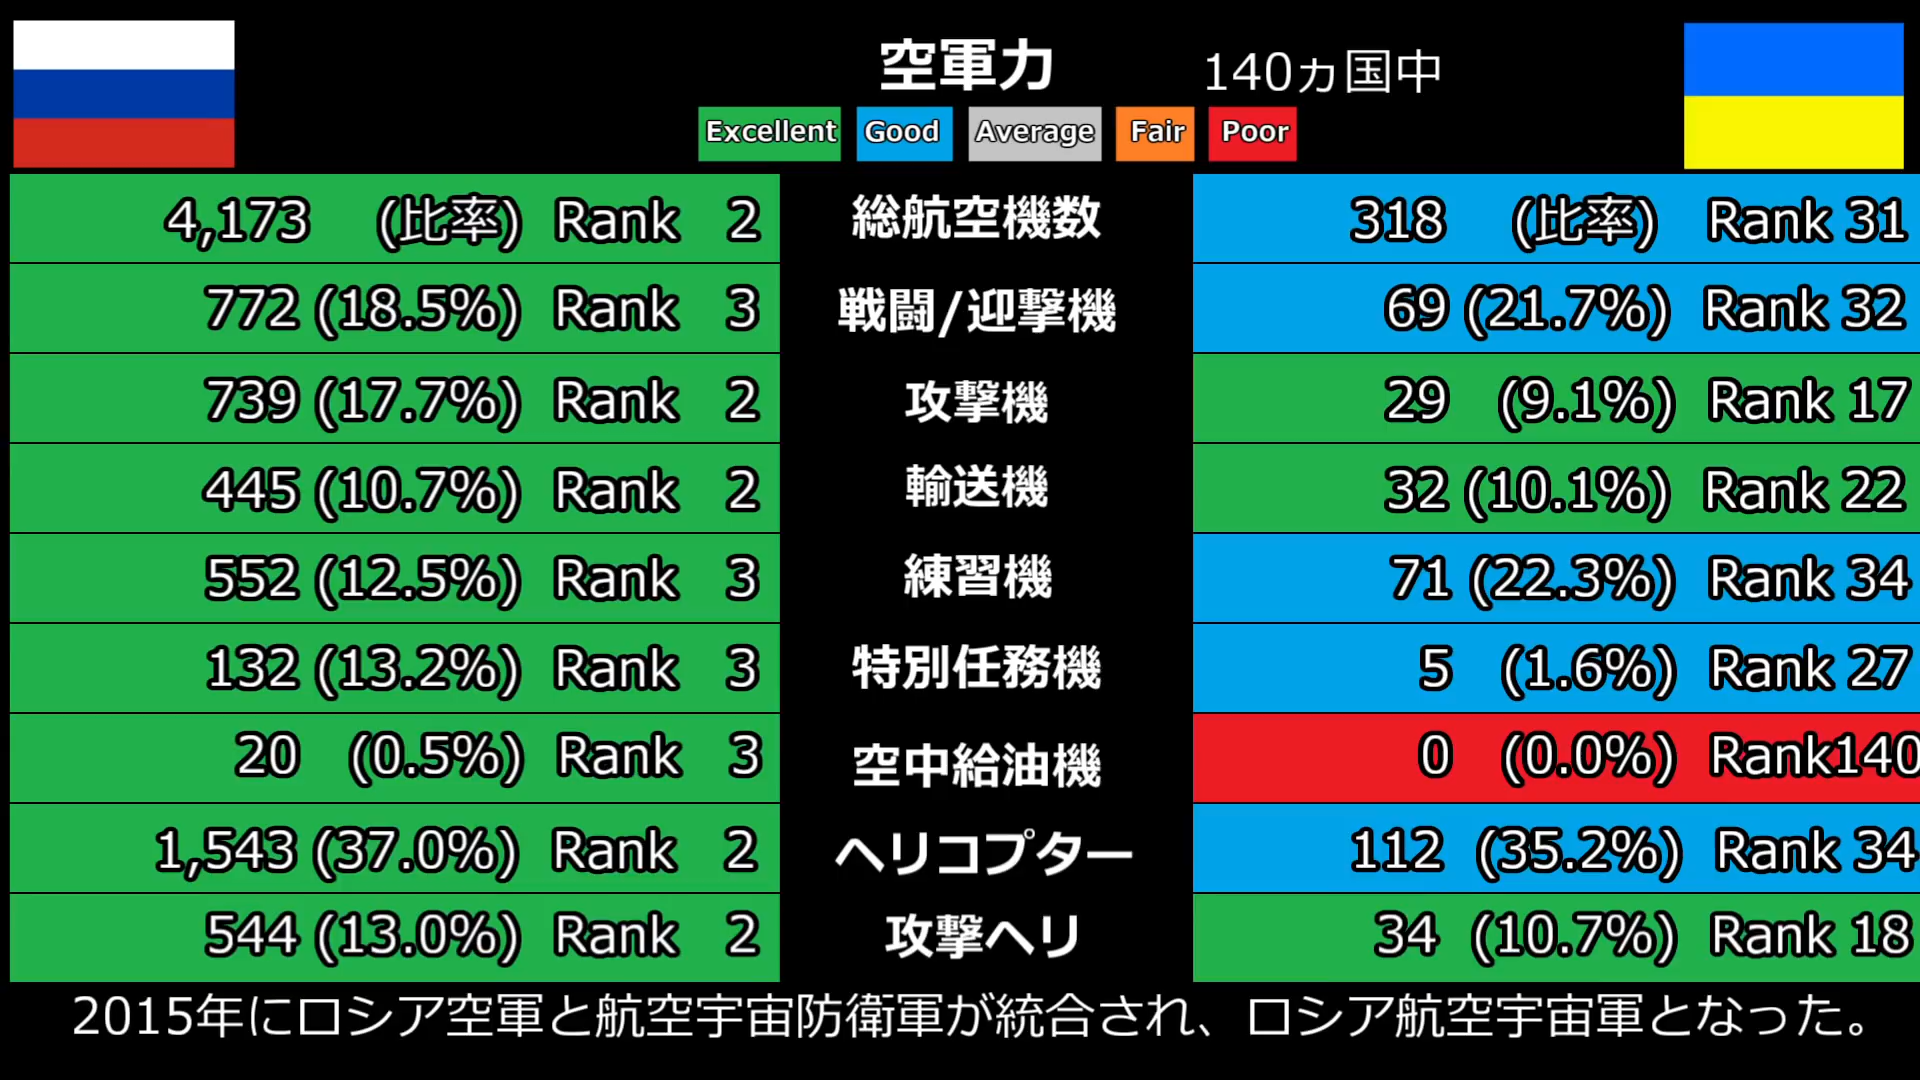 空軍力 140ヵ国中
Excellent Good Average Fair Poor
4,173 (比率) Rank 2 総航空機数 318 (比率) Rank 31
772 (18.5%) Rank 3 戦闘/迎撃機 69 (21.7%) Rank 32
739 (17.7%) Rank 2 攻撃機 29 (9.1%) Rank 17
445 (10.7%) Rank 2 輸送機 32 (10.1%) Rank 22
552 (12.5%) Rank 3 練習機 71 (22.3%) Rank 34
132 (13.2%) Rank 3 特別任務機 5 (1.6%) Rank 27
20 (0.5%) Rank 3 空中給油機 0 (0.0%) Rank140
1,543 (37.0%) Rank 2 ヘリコプター 112 (35.2%) Rank 34
544 (13.0%) Rank 2 攻撃ヘリ 34 (10.7%) Rank 18
2015年にロシア空軍と航空宇宙防衛軍が統合され、ロシア航空宇宙軍となった。